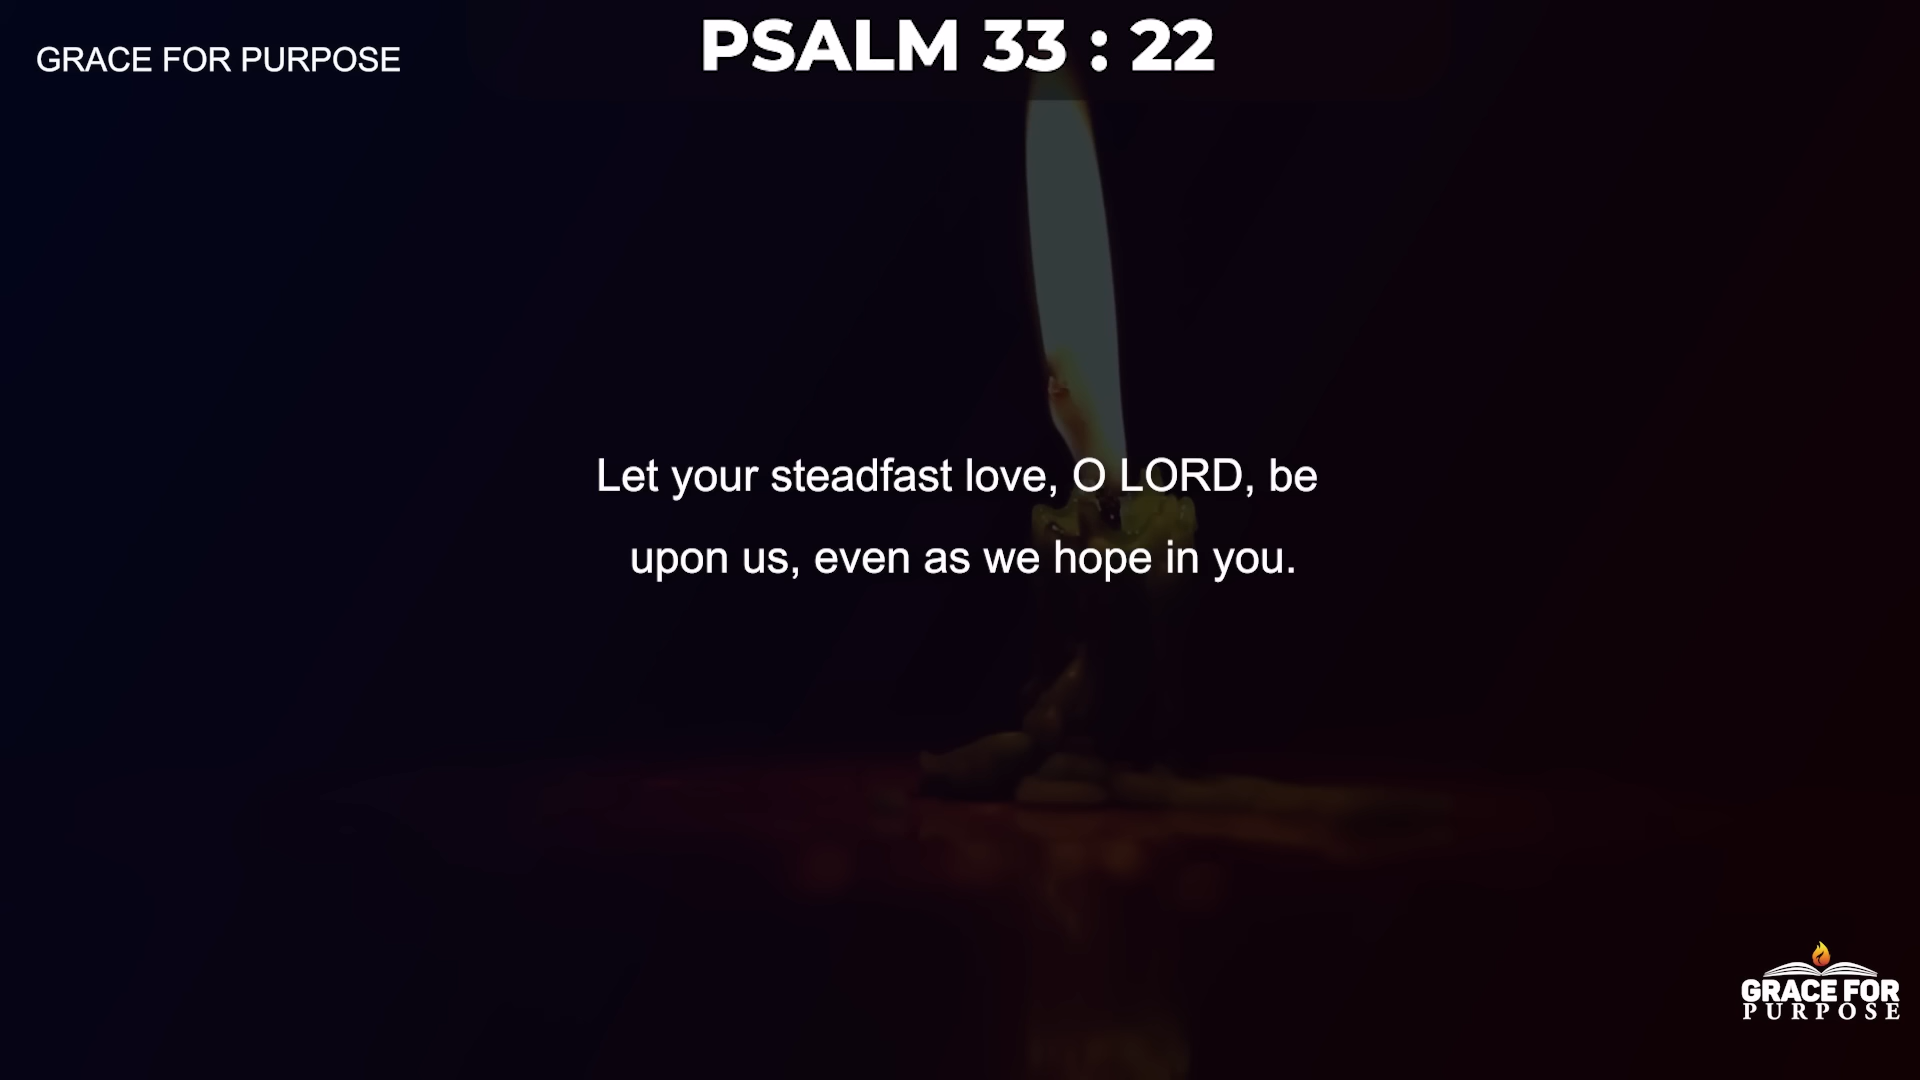 GRACE FOR PURPOSE
PSALM 33 : 22
Let your steadfast love, O LORD, be
upon us, even as we hope in you.
GRACE FOR
PURPOSE